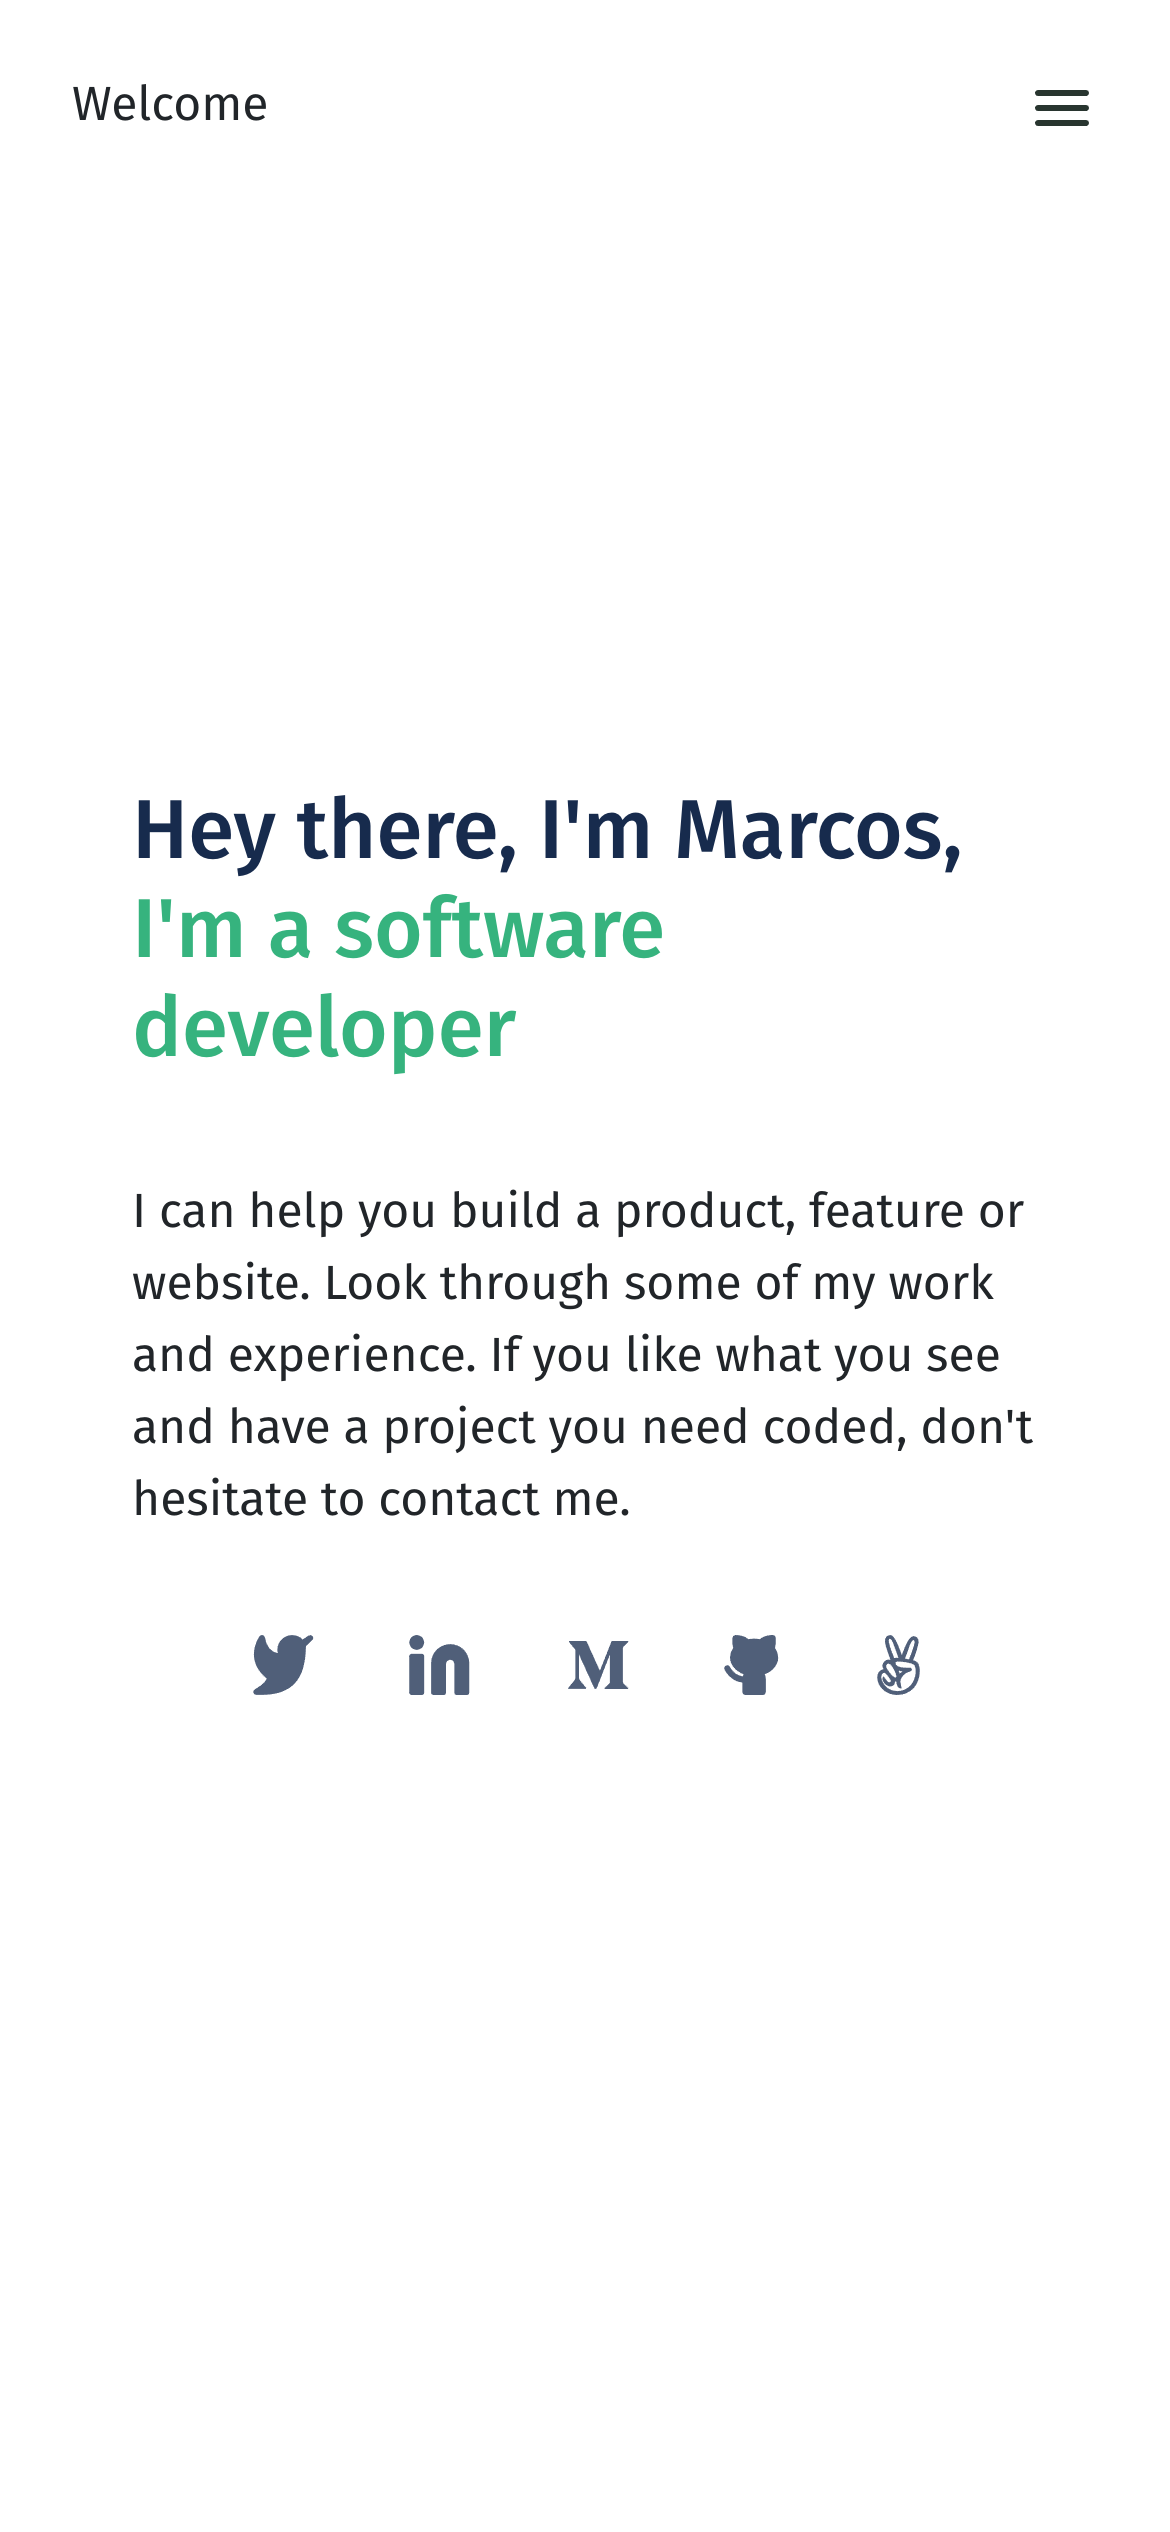 Welcome
Hey there, I'm Marcos,
I'm a software
developer
I can help you build a product, feature or
website. Look through some of my work
and experience. If you like what you see
and have a project you need coded, don't
hesitate to contact me.